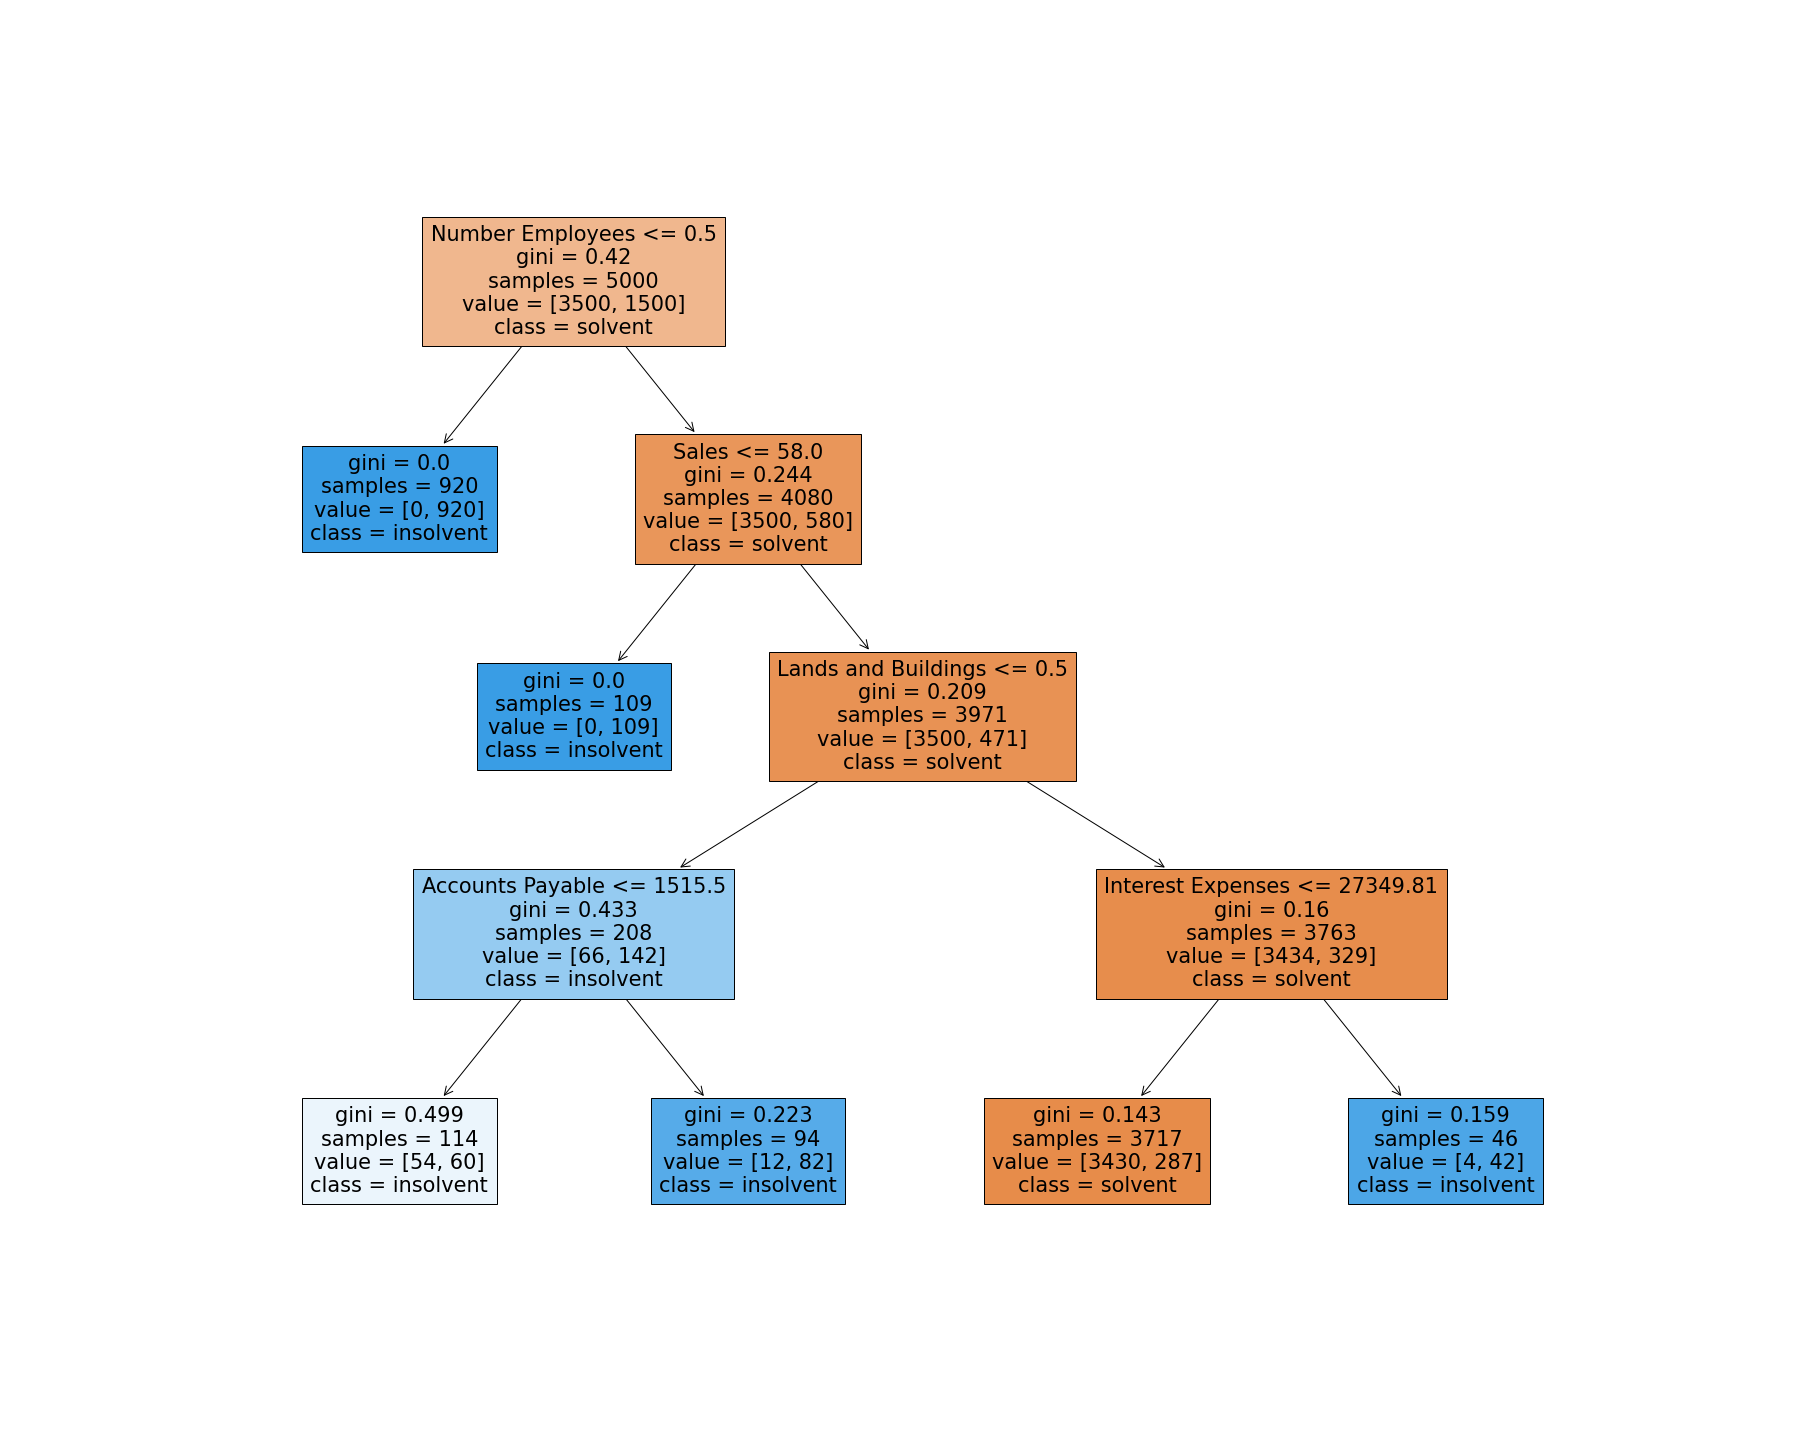 Number Employees <= 0.5
gini = 0.42
samples = 5000
value = [3500, 1500]
class = solvent
gini = 0.0
samples = 920
value = [0, 920]
class = insolvent
Sales <= 58.0
gini = 0.244
samples = 4080
value = [3500, 580]
class = solvent
gini = 0.0
samples = 109
value = [0, 109]
class = insolvent
Lands and Buildings <= 0.5
gini = 0.209
samples = 3971
value = [3500, 471]
class = solvent
Accounts Payable <= 1515.5
gini = 0.433
samples = 208
value = [66, 142]
class = insolvent
Interest Expenses <= 27349.81
gini = 0.16
samples = 3763
value = [3434, 329]
class = solvent
gini = 0.499
samples = 114
value = [54, 60]
class = insolvent
gini = 0.223
samples = 94
value = [12, 82]
class = insolvent
gini = 0.143
samples = 3717
value = [3430, 287]
class = solvent
gini = 0.159
samples = 46
value = [4, 42]
class = insolvent